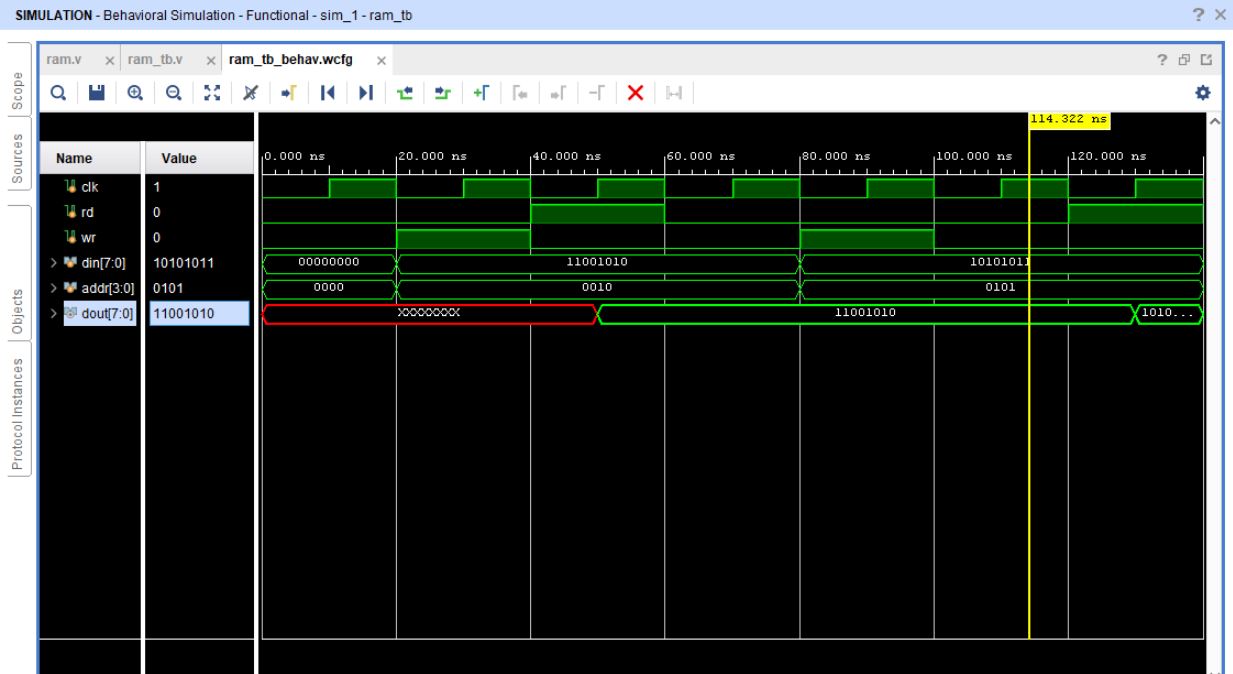 SIMULATION - Behavioral Simulation - Functional - sim_1 - ram_tb
? ×
Scope
Sources
Objects
Protocol Instances
ram.v × ram_tb.v × ram_tb_behav.wcfg ×
?
114.322 ns
Name Value
0.000 ns 20.000 ns 40.000 ns 60.000 ns 80.000 ns 100.000 ns 120.000 ns
clk 1
rd 0
wr 0
din[7:0] 10101011 00000000 11001010 10101011
addr[3:0] 0101 0000 0010 0101
dout[7:0] 11001010 XXXXXXXX 11001010 1010...